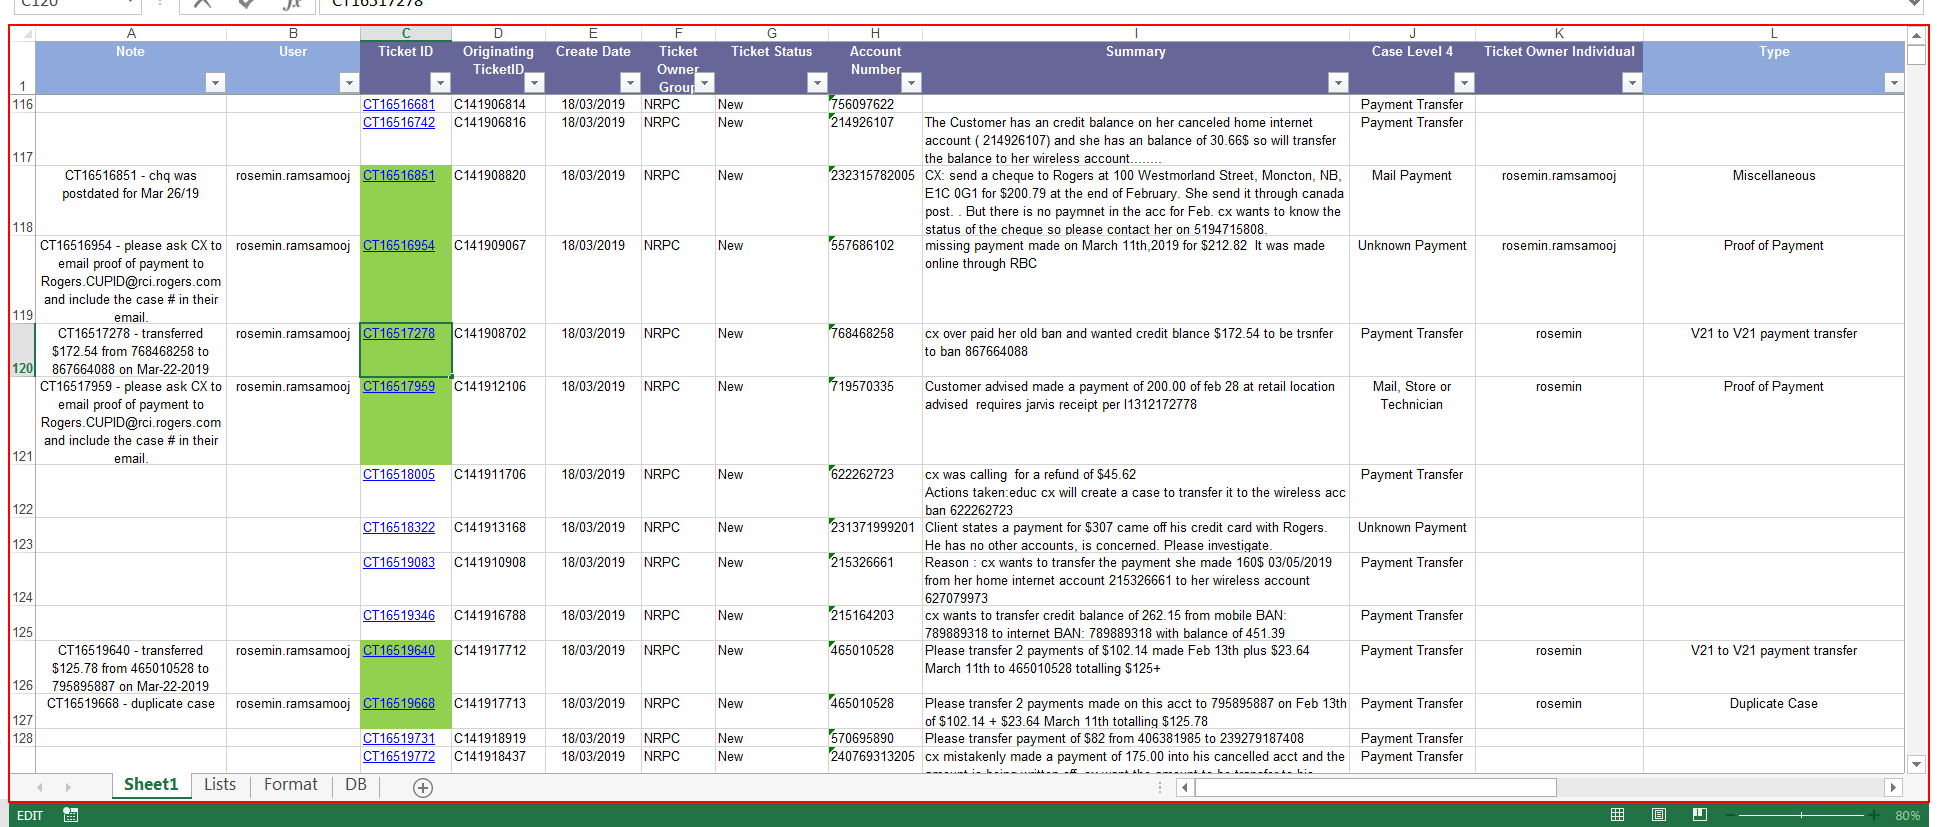 C120 CT16517278
A B C D E F G H I J K L
1 Note User Ticket ID Originating TicketID Create Date Ticket Owner Group Ticket Status Account Number Summary Case Level 4 Ticket Owner Individual Type
116 CT16516681 C141906814 18/03/2019 NRPC New 756097622 Payment Transfer
CT16516742 C141906816 18/03/2019 NRPC New 214926107 The Customer has an credit balance on her canceled home internet Payment Transfer
account ( 214926107) and she has an balance of 30.66$ so will transfer
117 the balance to her wireless account........
CT16516851 - chq was rosemin.ramsamooj CT16516851 C141908820 18/03/2019 NRPC New 232315782005 CX: send a cheque to Rogers at 100 Westmorland Street, Moncton, NB, Mail Payment rosemin.ramsamooj Miscellaneous
postdated for Mar 26/19 E1C 0G1 for $200.79 at the end of February. She send it through canada
post. . But there is no paymnet in the acc for Feb. cx wants to know the
118 status of the cheque so please contact her on 5194715808.
CT16516954 - please ask CX to rosemin.ramsamooj CT16516954 C141909067 18/03/2019 NRPC New 557686102 missing payment made on March 11th,2019 for $212.82 It was made Unknown Payment rosemin.ramsamooj Proof of Payment
email proof of payment to online through RBC
Rogers.CUPID@rci.rogers.com
and include the case # in their
119 email.
CT16517278 - transferred rosemin.ramsamooj CT16517278 C141908702 18/03/2019 NRPC New 768468258 cx over paid her old ban and wanted credit blance $172.54 to be trsnfer Payment Transfer rosemin V21 to V21 payment transfer
$172.54 from 768468258 to to ban 867664088
120 867664088 on Mar-22-2019
CT16517959 - please ask CX to rosemin.ramsamooj CT16517959 C141912106 18/03/2019 NRPC New 719570335 Customer advised made a payment of 200.00 of feb 28 at retail location Mail, Store or rosemin Proof of Payment
email proof of payment to advised requires jarvis receipt per I1312172778 Technician
Rogers.CUPID@rci.rogers.com
and include the case # in their
121 email.
CT16518005 C141911706 18/03/2019 NRPC New 622262723 cx was calling for a refund of $45.62 Payment Transfer
Actions taken:educ cx will create a case to transfer it to the wireless acc
122 ban 622262723
CT16518322 C141913168 18/03/2019 NRPC New 231371999201 Client states a payment for $307 came off his credit card with Rogers. Unknown Payment
123 He has no other accounts, is concerned. Please investigate.
CT16519083 C141910908 18/03/2019 NRPC New 215326661 Reason : cx wants to transfer the payment she made 160$ 03/05/2019 Payment Transfer
from her home internet account 215326661 to her wireless account
124 627079973
CT16519346 C141916788 18/03/2019 NRPC New 215164203 cx wants to transfer credit balance of 262.15 from mobile BAN: Payment Transfer
125 789889318 to internet BAN: 789889318 with balance of 451.39
CT16519640 - transferred rosemin.ramsamooj CT16519640 C141917712 18/03/2019 NRPC New 465010528 Please transfer 2 payments of $102.14 made Feb 13th plus $23.64 Payment Transfer rosemin V21 to V21 payment transfer
$125.78 from 465010528 to March 11th to 465010528 totalling $125+
126 795895887 on Mar-22-2019
CT16519668 - duplicate case rosemin.ramsamooj CT16519668 C141917713 18/03/2019 NRPC New 465010528 Please transfer 2 payments made on this acct to 795895887 on Feb 13th Payment Transfer rosemin Duplicate Case
127 of $102.14 + $23.64 March 11th totalling $125.78
128 CT16519731 C141918919 18/03/2019 NRPC New 570695890 Please transfer payment of $82 from 406381985 to 239279187408 Payment Transfer
CT16519772 C141918437 18/03/2019 NRPC New 240769313205 cx mistakenly made a payment of 175.00 into his cancelled acct and the Payment Transfer
Sheet1 Lists Format DB
EDIT 80%